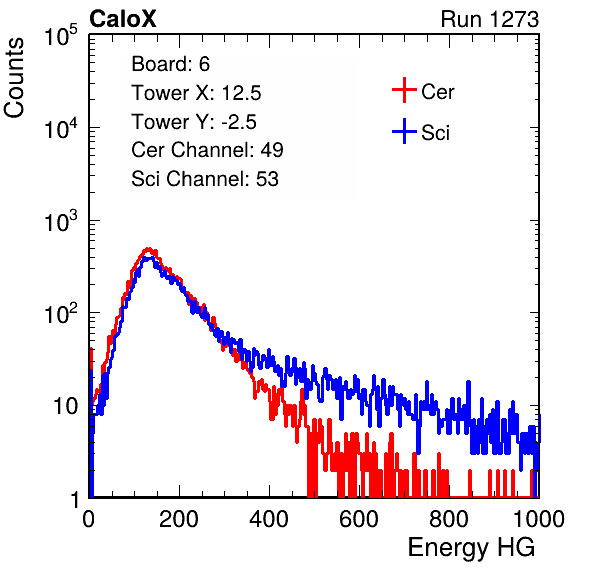 CaloX Run 1273
Board: 6
Tower X: 12.5
Tower Y: -2.5
Cer Channel: 49
Sci Channel: 53
Cer
Sci
Counts
10^5
10^4
10^3
10^2
10
1
0 200 400 600 800 1000
Energy HG